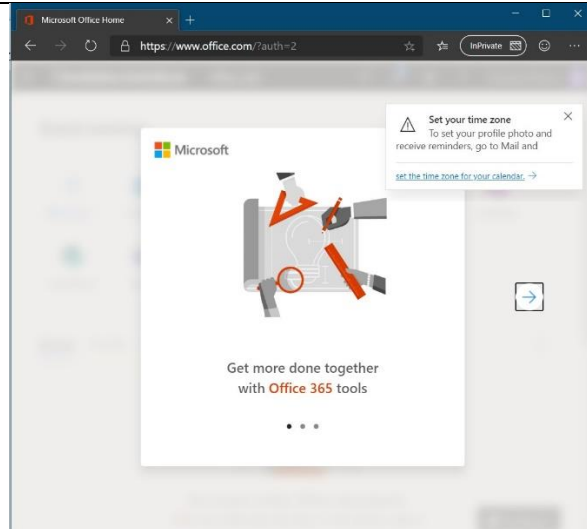 Microsoft Office Home
https://www.office.com/?auth=2
InPrivate
Set your time zone
To set your profile photo and
receive reminders, go to Mail and
set the time zone for your calendar.
Microsoft
Get more done together
with Office 365 tools